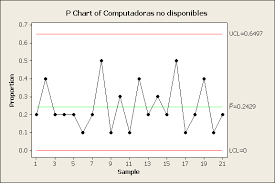 P Chart of Computadoras no disponibles
0.7
UCL=0.6497
0.6
0.5
0.4
Proportion
0.3
P̄=0.2429
0.2
0.1
0.0
LCL=0
1 3 5 7 9 11 13 15 17 19 21
Sample